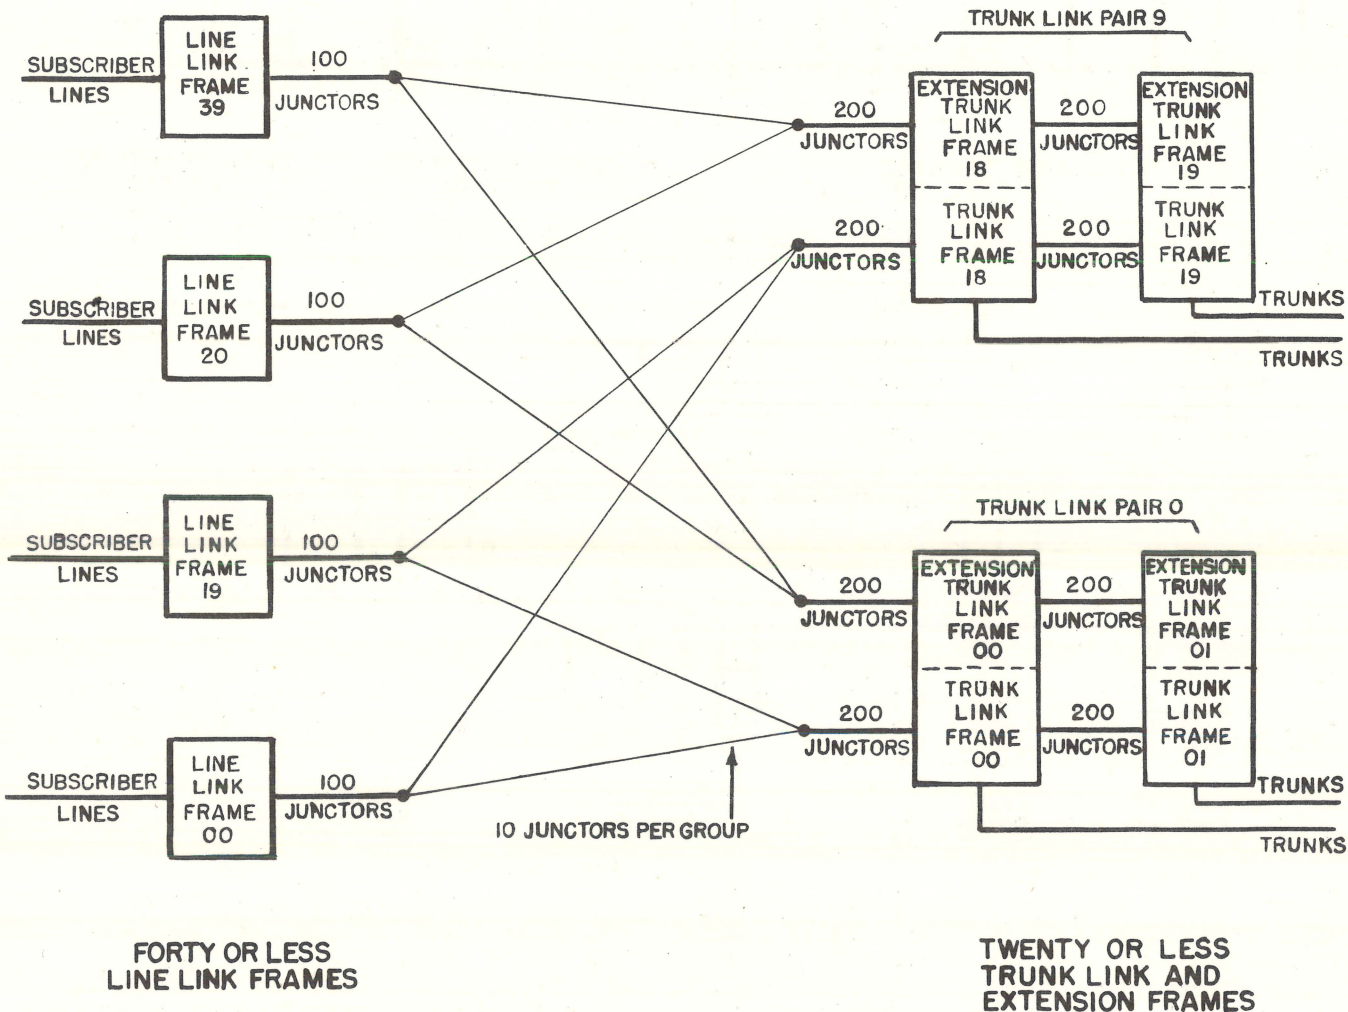 TRUNK LINK PAIR 9
SUBSCRIBER
LINES
LINE
LINK
FRAME
39
100
JUNCTORS
200
JUNCTORS
EXTENSION
TRUNK
LINK
FRAME
18
200
JUNCTORS
EXTENSION
TRUNK
LINK
FRAME
19
200
JUNCTORS
TRUNK
LINK
FRAME
18
200
JUNCTORS
TRUNK
LINK
FRAME
19
TRUNKS
TRUNKS
SUBSCRIBER
LINES
LINE
LINK
FRAME
20
100
JUNCTORS
SUBSCRIBER
LINES
LINE
LINK
FRAME
19
100
JUNCTORS
TRUNK LINK PAIR 0
200
JUNCTORS
EXTENSION
TRUNK
LINK
FRAME
00
200
JUNCTORS
EXTENSION
TRUNK
LINK
FRAME
01
200
JUNCTORS
TRUNK
LINK
FRAME
00
200
JUNCTORS
TRUNK
LINK
FRAME
01
TRUNKS
TRUNKS
SUBSCRIBER
LINES
LINE
LINK
FRAME
00
100
JUNCTORS
10 JUNCTORS PER GROUP
FORTY OR LESS
LINE LINK FRAMES
TWENTY OR LESS
TRUNK LINK AND
EXTENSION FRAMES